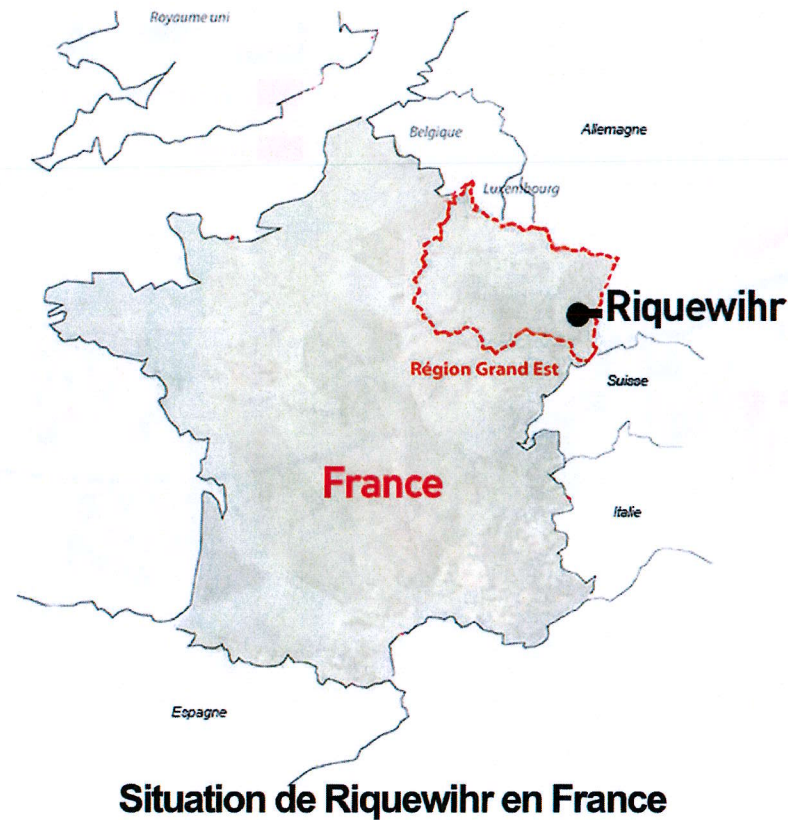 Royaume uni
Belgique
Allemagne
Luxembourg
Riquewihr
Région Grand Est
Suisse
France
Italie
Espagne
Situation de Riquewihr en France